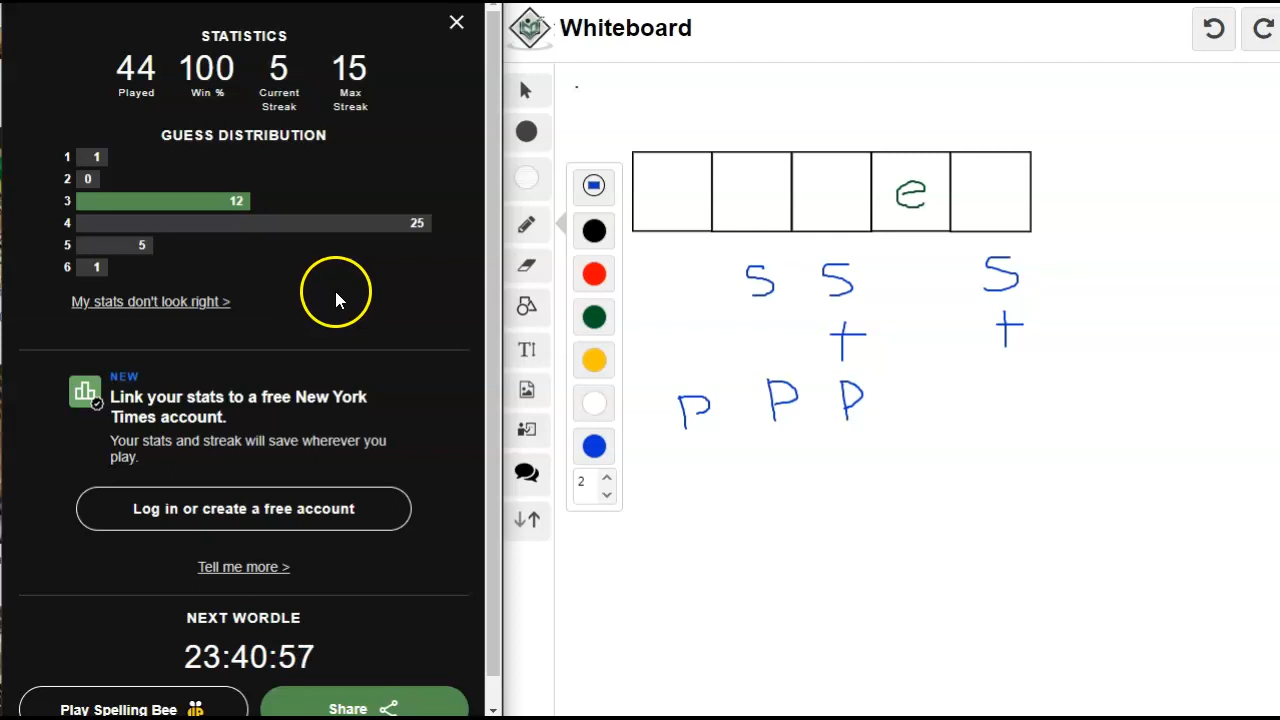 STATISTICS
44 100 5 15
Played Win % Current Streak Max Streak
GUESS DISTRIBUTION
1 1
2 0
3 12
4 25
5 5
6 1
My stats don't look right >
NEW
Link your stats to a free New York
Times account.
Your stats and streak will save wherever you
play.
Log in or create a free account
Tell me more >
NEXT WORDLE
23:40:57
Play Spelling Bee
Share
Whiteboard
TI
2
e
S S S
t t
P P P